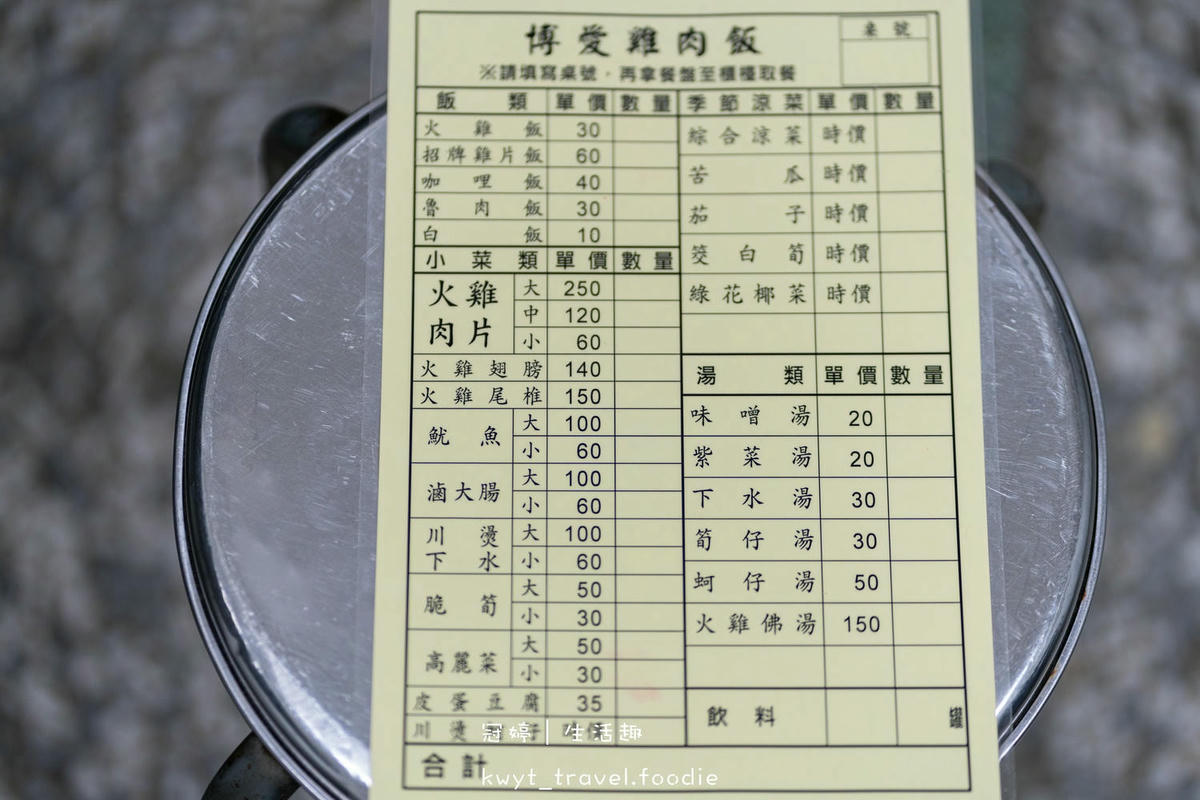 博愛雞肉飯
桌號
※請填寫桌號,再拿餐盤至櫃檯取餐
飯類 單價 數量
火雞飯 30
招牌雞片飯 60
咖哩飯 40
魯肉飯 30
白飯 10
小菜類 單價 數量
火雞肉片 大 250
中 120
小 60
火雞翅膀 140
火雞尾椎 150
魷魚 大 100
小 60
滷大腸 大 100
小 60
川燙下水 大 100
小 60
脆筍 大 50
小 30
高麗菜 大 50
小 30
皮蛋豆腐 35
川燙
季節涼菜 單價 數量
綜合涼菜 時價
苦瓜 時價
茄子 時價
筊白筍 時價
綠花椰菜 時價
湯類 單價 數量
味噌湯 20
紫菜湯 20
下水湯 30
筍仔湯 30
蚵仔湯 50
火雞佛湯 150
飲料 罐
合計
冠婷|生活趣
kwyt_travel.foodie